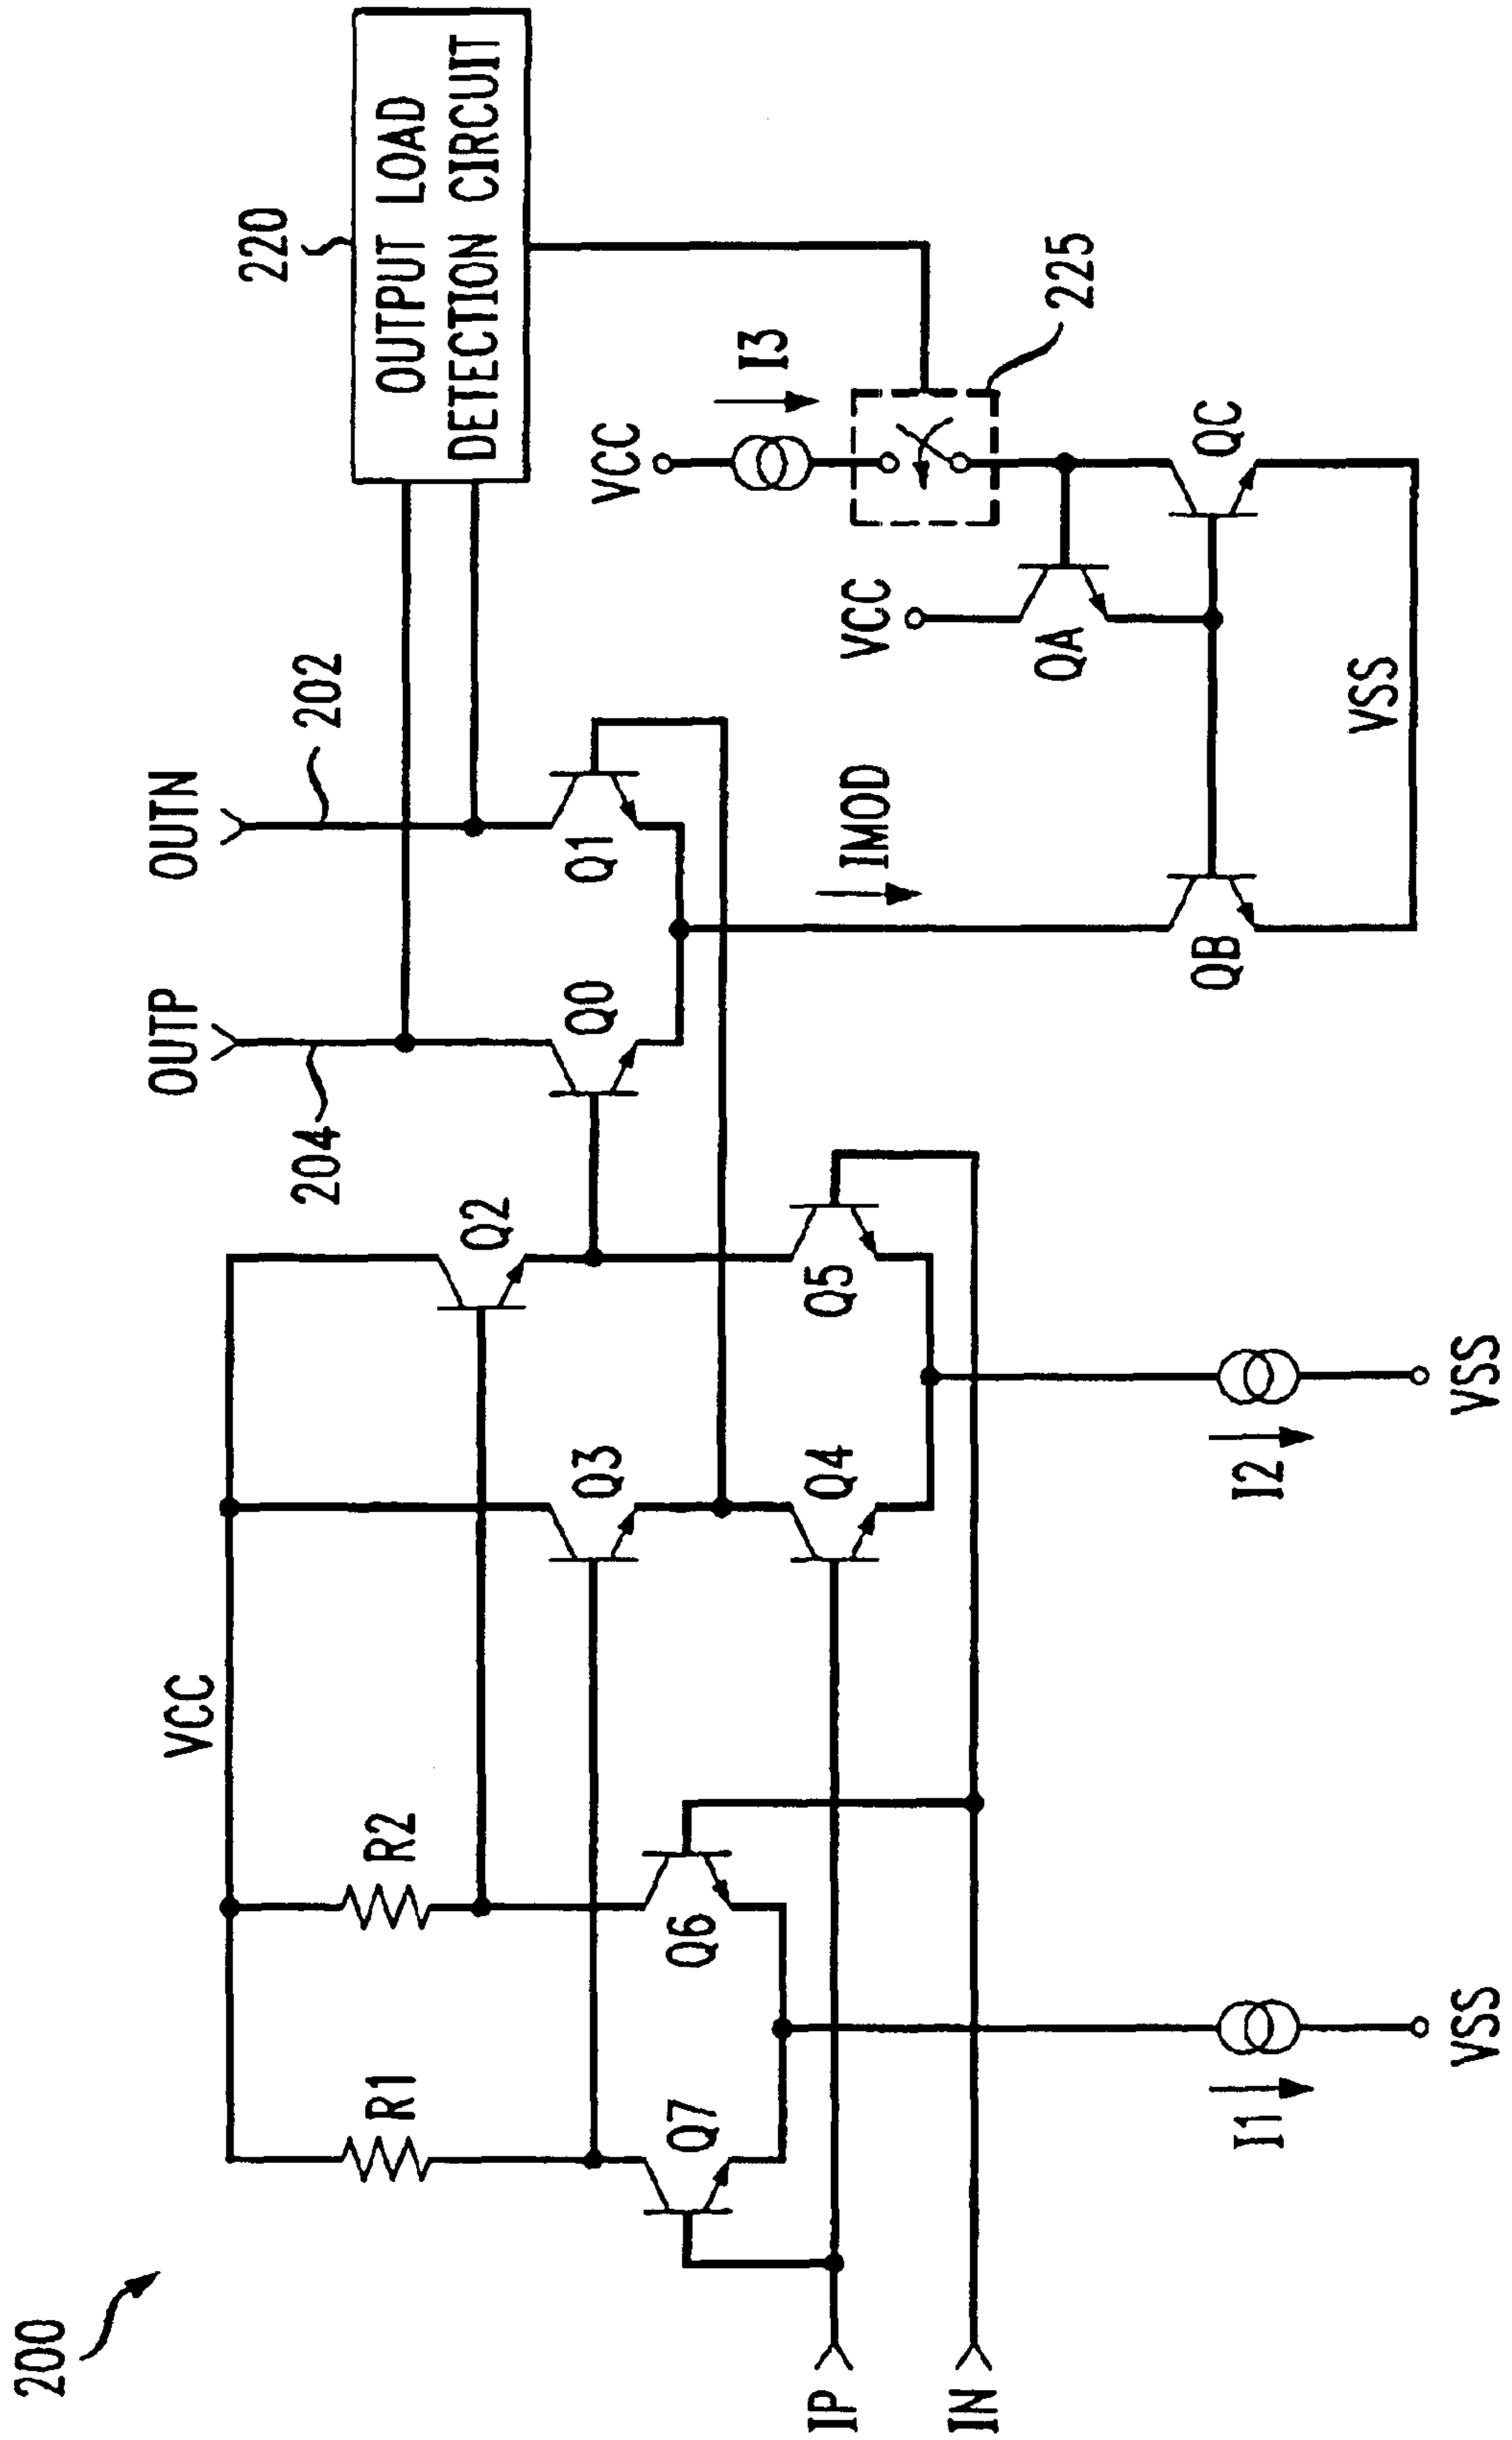 200
OUTP
OUTN
204
202
220
OUTPUT LOAD
DETECTION CIRCUIT
VCC
R1
R2
Q2
Q3
Q0
Q1
VCC
I3
225
Q7
Q6
Q4
Q5
IMOD
VCC
QA
IP
IN
QB
QC
I1
I2
VSS
VSS
VSS